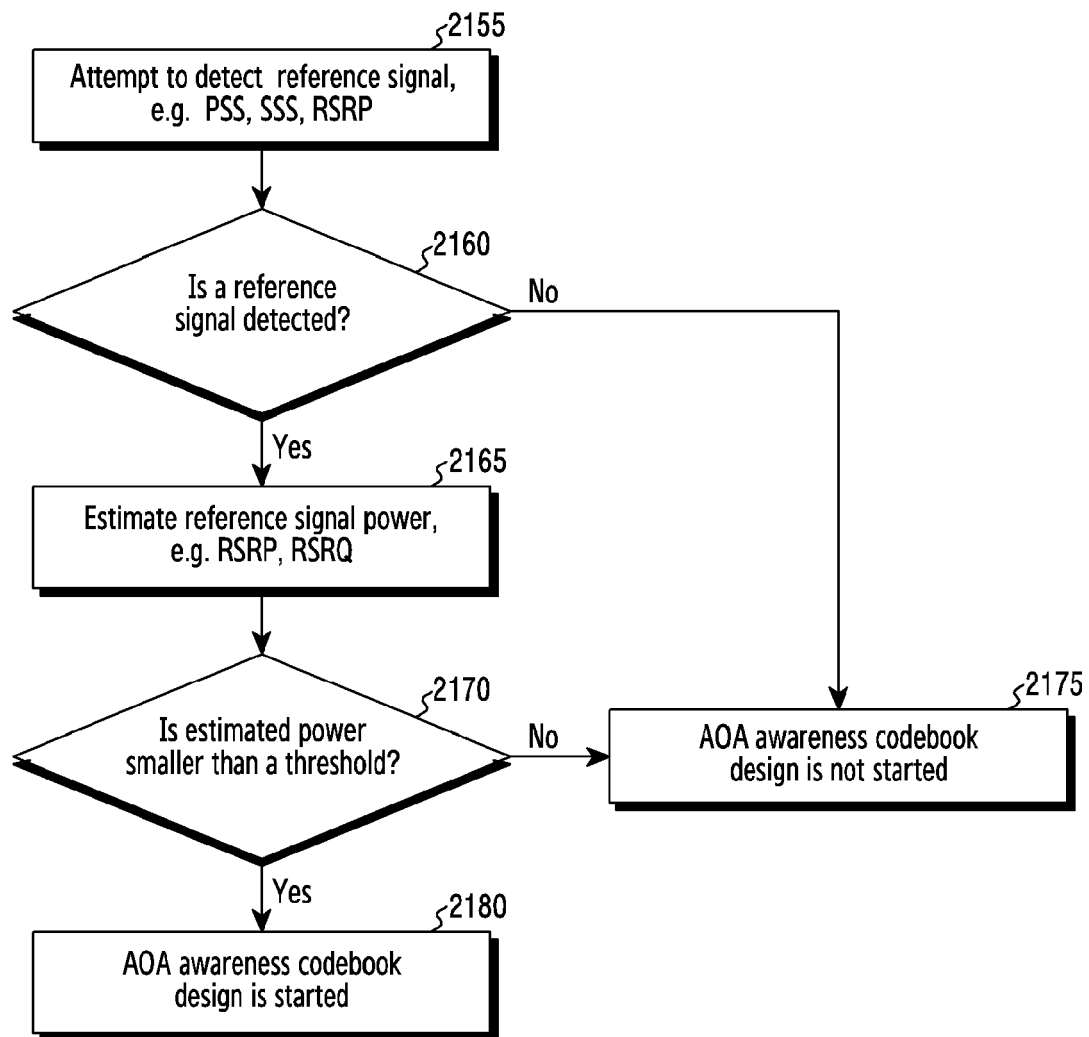 2155
Attempt to detect reference signal,
e.g. PSS, SSS, RSRP
2160
Is a reference
signal detected?
No
Yes
2165
Estimate reference signal power,
e.g. RSRP, RSRQ
2170
Is estimated power
smaller than a threshold?
No
2175
AOA awareness codebook
design is not started
Yes
2180
AOA awareness codebook
design is started